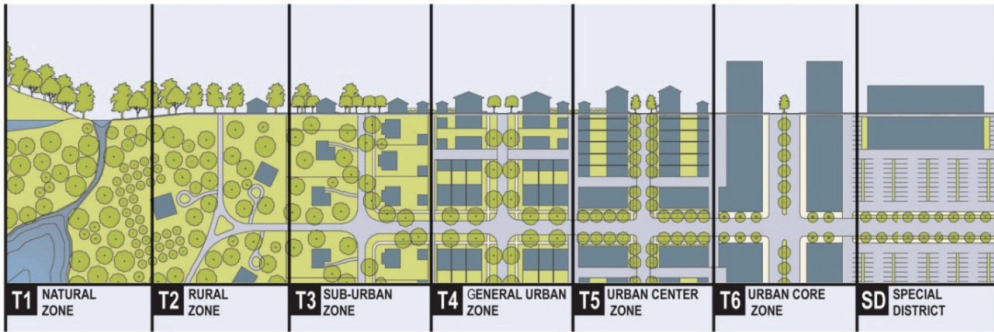 T1 NATURAL
ZONE
T2 RURAL
ZONE
T3 SUB-URBAN
ZONE
T4 GENERAL URBAN
ZONE
T5 URBAN CENTER
ZONE
T6 URBAN CORE
ZONE
SD SPECIAL
DISTRICT